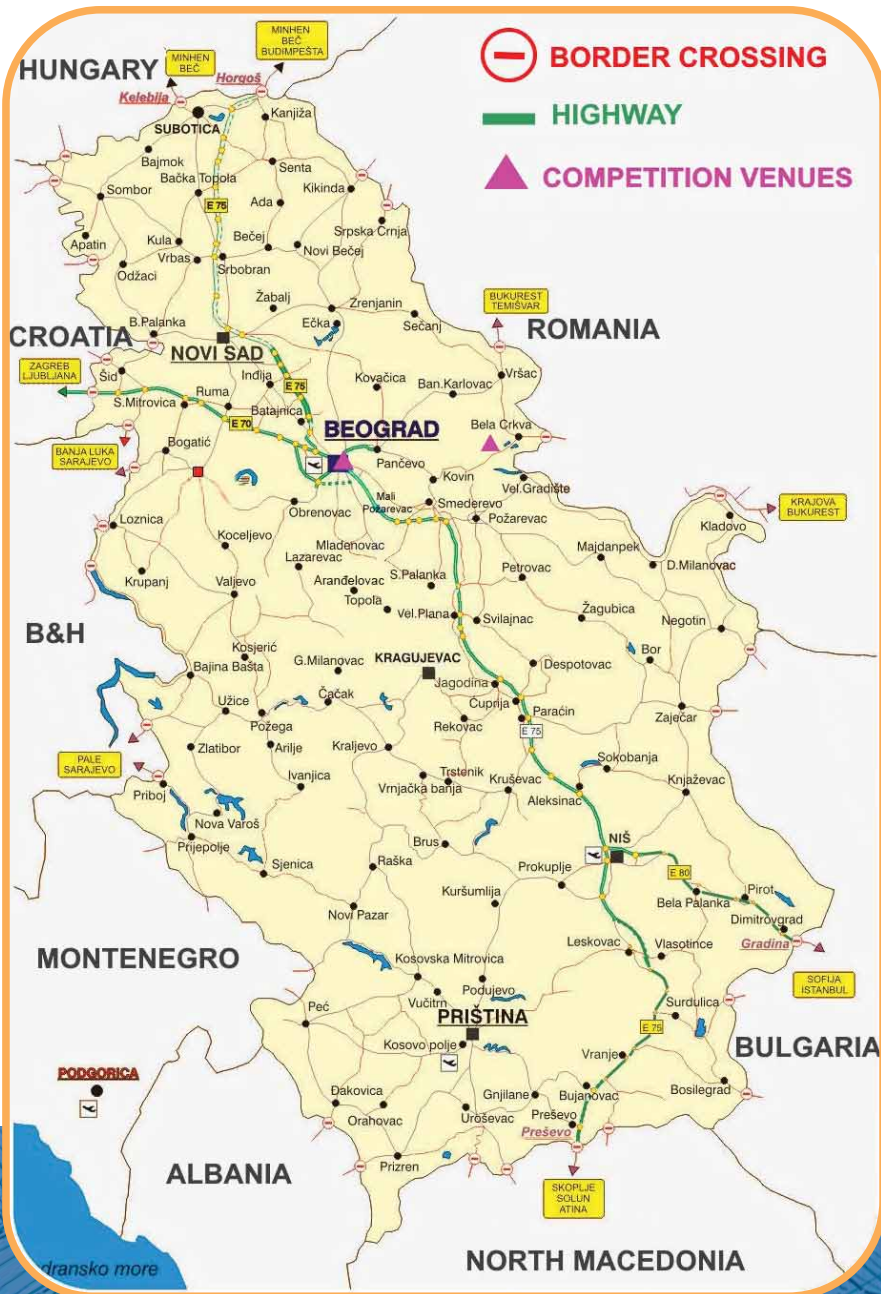 HUNGARY
MINHEN
BEČ
MINHEN
BEČ
BUDIMPEŠTA
BORDER CROSSING
HIGHWAY
COMPETITION VENUES
Kelebija
Horgoš
SUBOTICA
Kanjiža
Bajmok
Senta
Sombor
Bačka Topola
Kikinda
E 75
Ada
Srpska Crnja
Apatin
Kula
Bečej
Novi Bečej
Odžaci
Vrbas
Srbobran
Žabalj
Zrenjanin
BUKUREST
TEMIŠVAR
CROATIA
B.Palanka
Ečka
Sečanj
ROMANIA
NOVI SAD
ZAGREB
LJUBLJANA
Šid
Inđija
E 75
Kovačica
Ban.Karlovac
Vršac
S.Mitrovica
Ruma
E 70
Batajnica
BEOGRAD
Bela Crkva
Bogatić
BANJA LUKA
SARAJEVO
Pančevo
Kovin
Vel.Gradište
Obrenovac
Mali
Požarevac
Smederevo
Požarevac
KRAJOVA
BUKUREST
Kladovo
Loznica
Koceljevo
Mladenovac
Lazarevac
Majdanpek
D.Milanovac
Krupanj
Valjevo
Aranđelovac
S.Palanka
Petrovac
Topola
Vel.Plana
Svilajnac
Žagubica
Negotin
B&H
Kosjerić
Bajina Bašta
G.Milanovac
KRAGUJEVAC
Despotovac
Bor
Jagodina
Užice
Požega
Čačak
Ćuprija
Paraćin
Zaječar
E 75
Rekovac
Zlatibor
Arilje
Kraljevo
PALE
SARAJEVO
Sokobanja
Priboj
Ivanjica
Trstenik
Vrnjačka banja
Kruševac
Aleksinac
Knjaževac
Nova Varoš
Prijepolje
Brus
NIŠ
Sjenica
Raška
Prokuplje
E 80
Kuršumlija
Bela Palanka
Pirot
Novi Pazar
Dimitrovgrad
Gradina
MONTENEGRO
Leskovac
Vlasotince
Kosovska Mitrovica
SOFIJA
ISTANBUL
Podujevo
Vučitrn
Peć
PRIŠTINA
Surdulica
E 75
BULGARIA
Kosovo polje
Vranje
PODGORICA
Bosilegrad
Đakovica
Gnjilane
Bujanovac
Orahovac
Uroševac
Preševo
Preševo
ALBANIA
Prizren
SKOPLJE
SOLUN
ATINA
NORTH MACEDONIA
dransko more